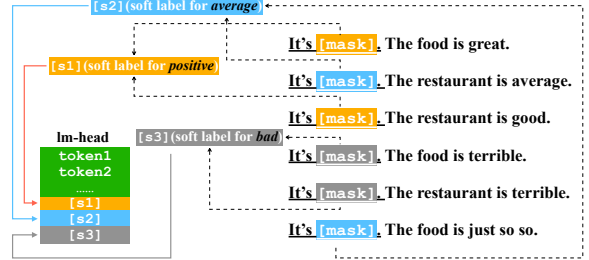 [s2](soft label for average)
It's [mask]. The food is great.
[s1](soft label for positive)
It's [mask]. The restaurant is average.
It's [mask]. The restaurant is good.
[s3](soft label for bad)
It's [mask]. The food is terrible.
It's [mask]. The restaurant is terrible.
It's [mask]. The food is just so so.
lm-head
token1
token2
......
[s1]
[s2]
[s3]